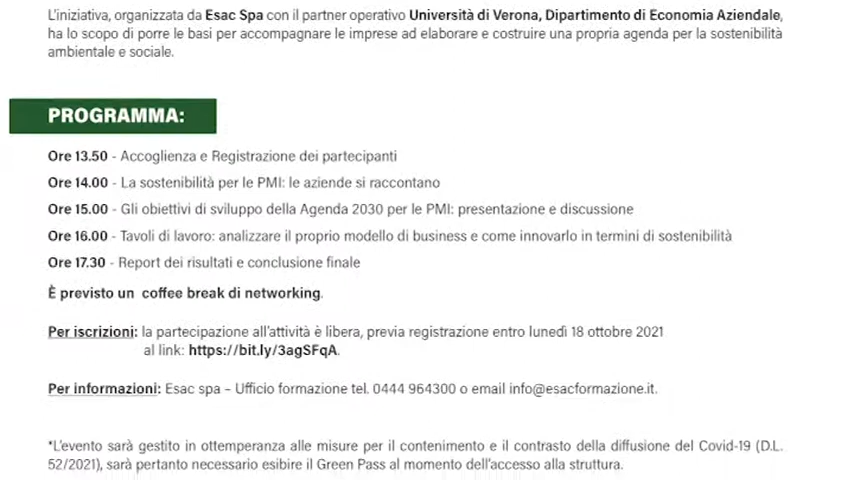 L'iniziativa, organizzata da Esac Spa con il partner operativo Università di Verona, Dipartimento di Economia Aziendale,
ha lo scopo di porre le basi per accompagnare le imprese ad elaborare e costruire una propria agenda per la sostenibilità
ambientale e sociale.
PROGRAMMA:
Ore 13.50 - Accoglienza e Registrazione dei partecipanti
Ore 14.00 - La sostenibilità per le PMI: le aziende si raccontano
Ore 15.00 - Gli obiettivi di sviluppo della Agenda 2030 per le PMI: presentazione e discussione
Ore 16.00 - Tavoli di lavoro: analizzare il proprio modello di business e come innovarlo in termini di sostenibilità
Ore 17.30 - Report dei risultati e conclusione finale
È previsto un coffee break di networking.
Per iscrizioni: la partecipazione all'attività è libera, previa registrazione entro lunedì 18 ottobre 2021
al link: https://bit.ly/3agSFqA.
Per informazioni: Esac spa – Ufficio formazione tel. 0444 964300 o email info@esacformazione.it.
*L'evento sarà gestito in ottemperanza alle misure per il contenimento e il contrasto della diffusione del Covid-19 (D.L.
52/2021), sarà pertanto necessario esibire il Green Pass al momento dell'accesso alla struttura.